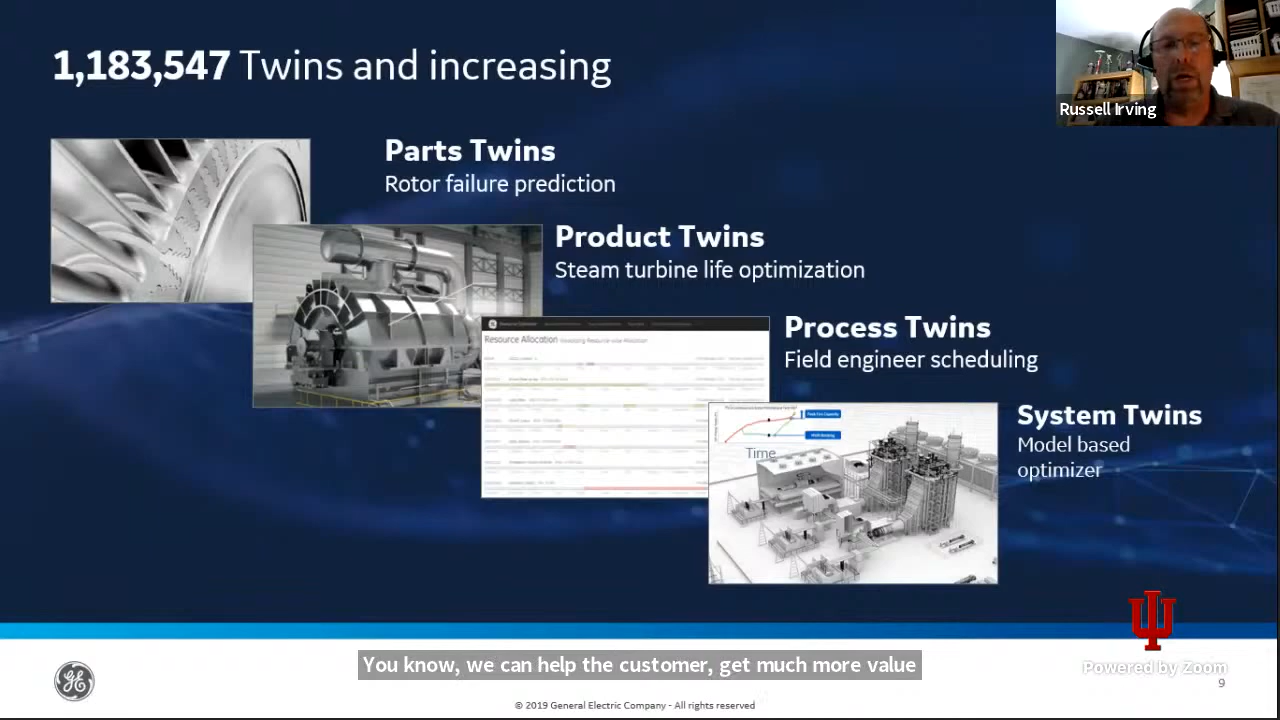 1,183,547 Twins and increasing
Russell Irving
Parts Twins
Rotor failure prediction
Product Twins
Steam turbine life optimization
Process Twins
Field engineer scheduling
Resource Allocation
System Twins
Model based
optimizer
Time
You know, we can help the customer, get much more value
Powered by Zoom
9
© 2019 General Electric Company - All rights reserved